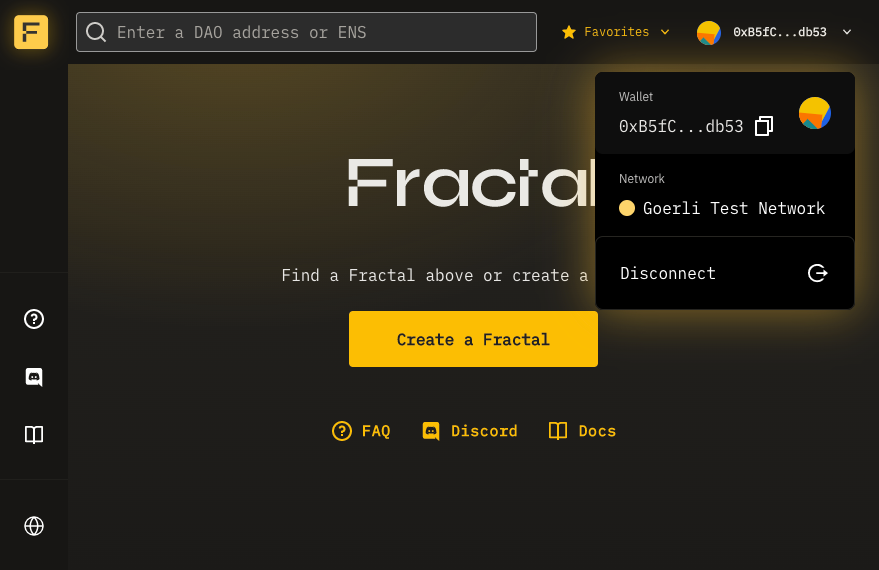 Enter a DAO address or ENS
Favorites
0xB5fC...db53
Wallet
0xB5fC...db53
Network
Goerli Test Network
Disconnect
Fractal
Find a Fractal above or create a
Create a Fractal
FAQ
Discord
Docs